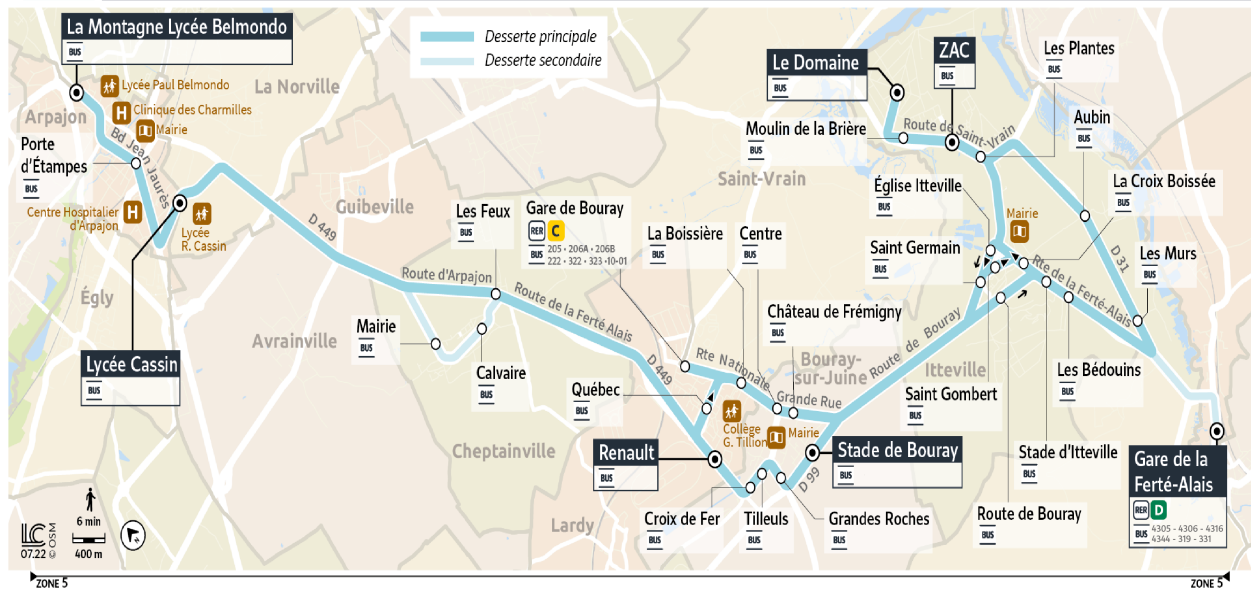 La Montagne Lycée Belmondo
BUS
Desserte principale
Desserte secondaire
Lycée Paul Belmondo
H
Clinique des Charmilles
Mairie
Arpajon
La Norville
Bd Jean Jaurès
Porte
d'Étampes
BUS
Centre Hospitalier
d'Arpajon
H
Lycée
R. Cassin
Égly
Lycée Cassin
BUS
D 449
Guibeville
Avrainville
Route d'Arpajon
Les Feux
BUS
Mairie
BUS
Calvaire
BUS
Route de la Ferté Alais
D 449
Cheptainville
Gare de Bouray
RER C
BUS 205 • 206A • 206B
222 • 322 • 323 •10-01
La Boissière
BUS
Centre
BUS
Château de Frémigny
BUS
Rte Nationale
Grande Rue
Bouray-
sur-Juine
Québec
BUS
Collège
G. Tillion
Mairie
Renault
BUS
Stade de Bouray
BUS
D 99
Lardy
Croix de Fer
BUS
Tilleuls
BUS
Grandes Roches
BUS
Route de Bouray
Itteville
Saint-Vrain
Le Domaine
BUS
ZAC
BUS
Les Plantes
BUS
Moulin de la Brière
BUS
Route de Saint-Vrain
Aubin
BUS
Église Itteville
BUS
La Croix Boissée
BUS
Mairie
Saint Germain
BUS
D 31
Les Murs
BUS
Rte de la Ferté-Alais
Les Bédouins
BUS
Saint Gombert
BUS
Stade d'Itteville
BUS
Route de Bouray
BUS
Gare de la
Ferté-Alais
RER D
BUS 4305 - 4306 - 4316
4344 - 319 - 331
6 min
400 m
LC
07.22 © OSM
ZONE 5
ZONE 5